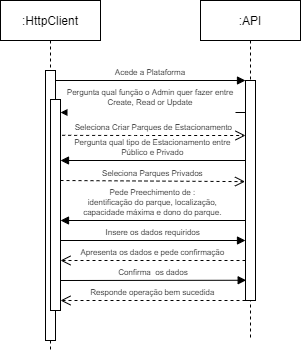 :HttpClient
:API
Acede a Plataforma
Pergunta qual função o Admin quer fazer entre
Create, Read or Update
Seleciona Criar Parques de Estacionamento
Pergunta qual tipo de Estacionamento entre
Público e Privado
Seleciona Parques Privados
Pede Preechimento de :
identificação do parque, localização,
capacidade máxima e dono do parque.
Insere os dados requiridos
Apresenta os dados e pede confirmação
Confirma os dados
Responde operação bem sucedida